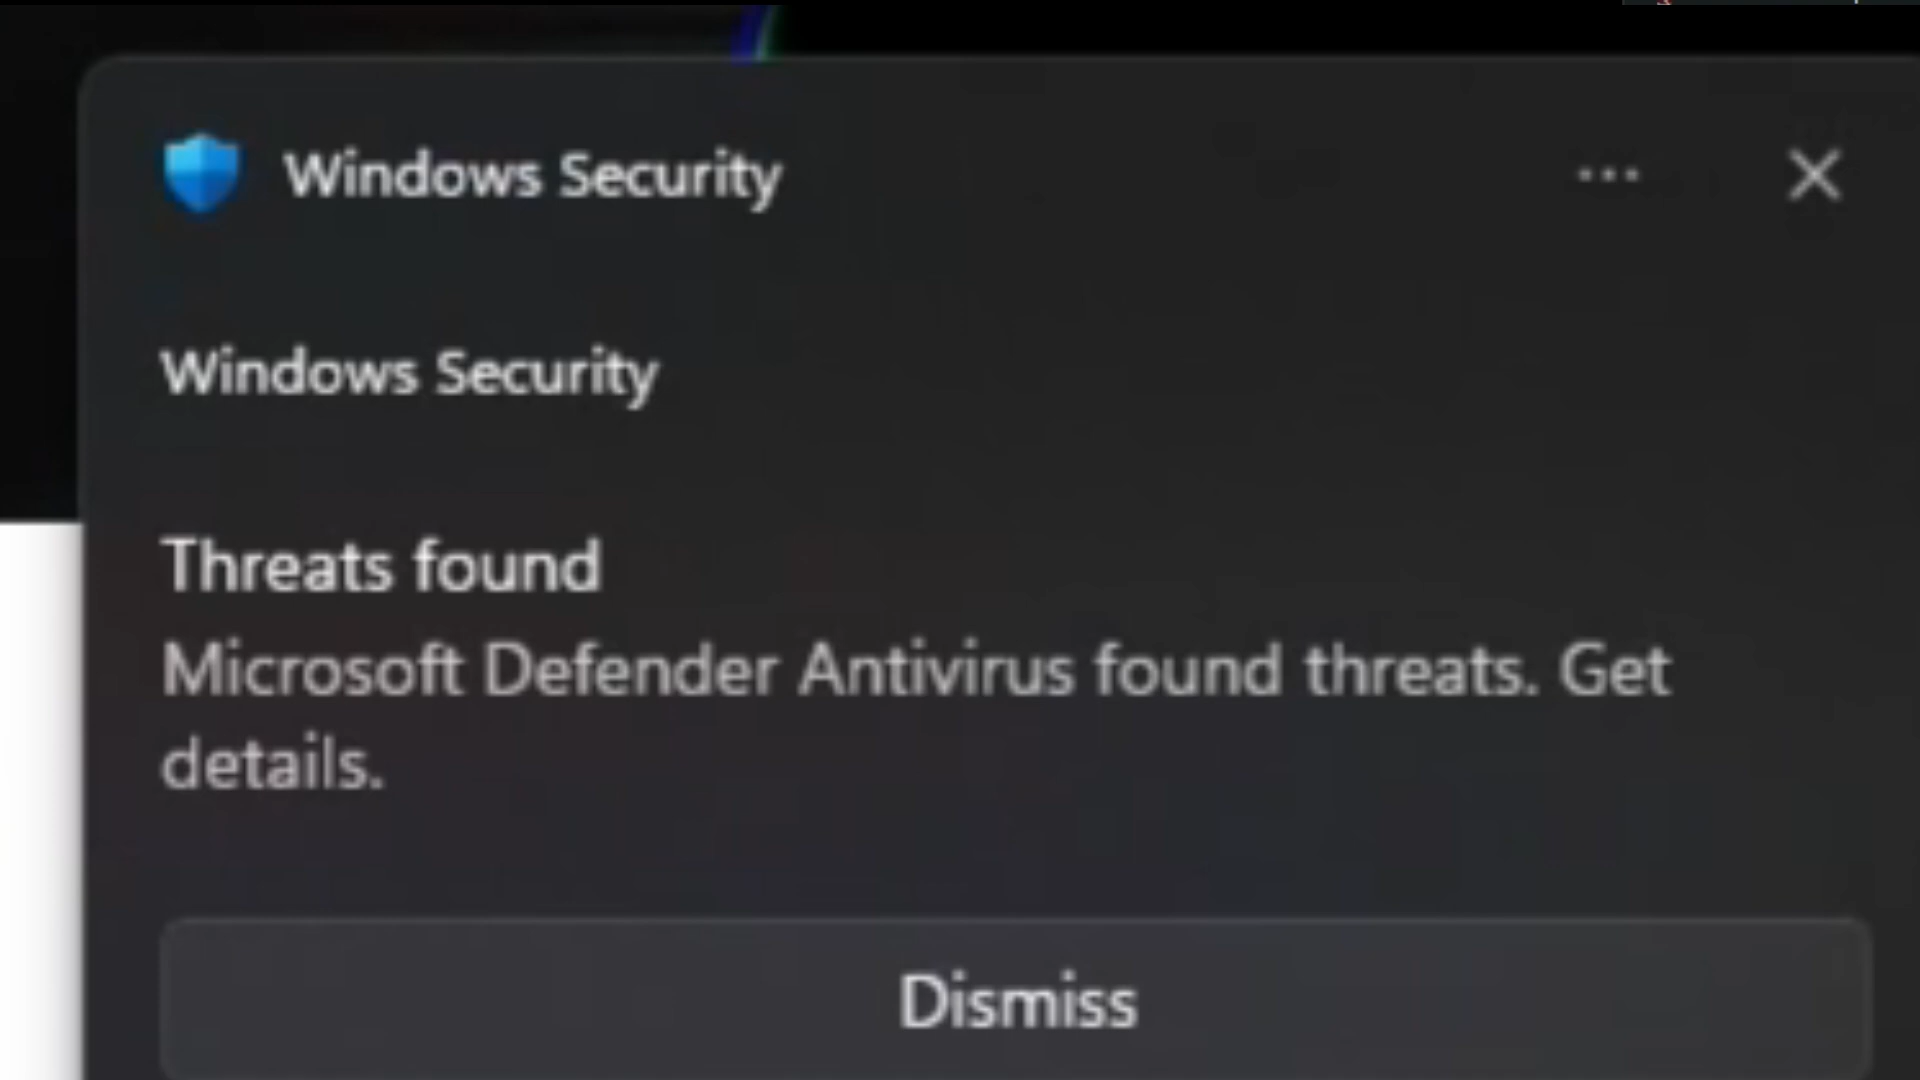 Windows Security
Windows Security
Threats found
Microsoft Defender Antivirus found threats. Get
details.
Dismiss